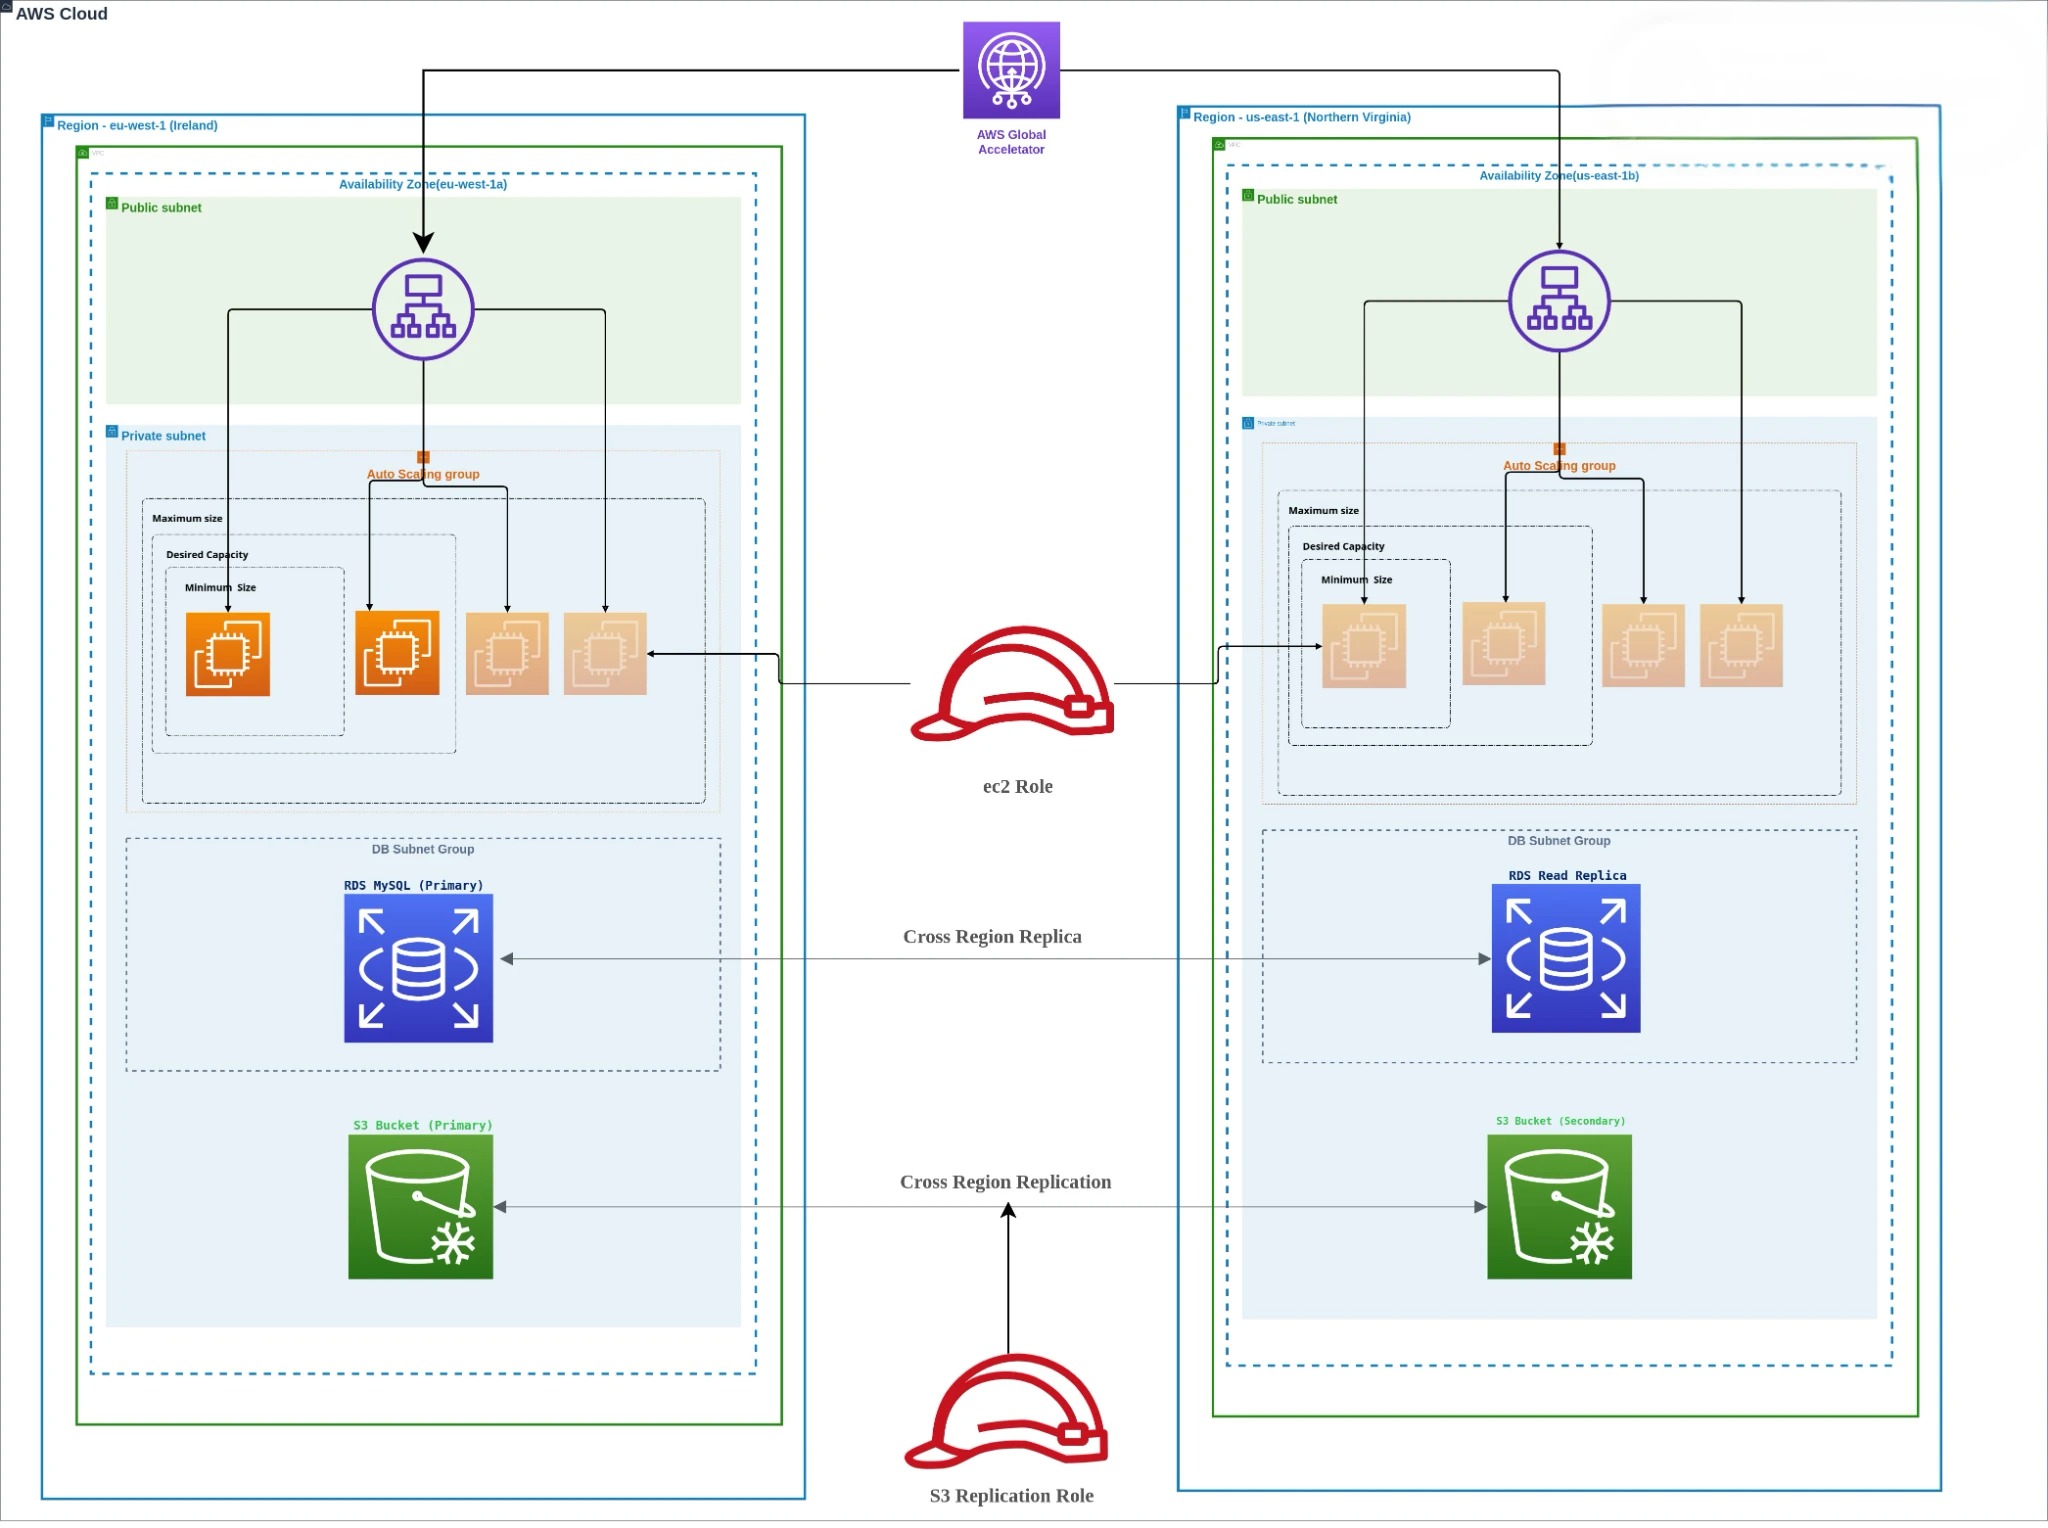 AWS Cloud
AWS Global
Acceletator
Region - eu-west-1 (Ireland)
VPC
Availability Zone(eu-west-1a)
Public subnet
Private subnet
Auto Scaling group
Maximum size
Desired Capacity
Minimum Size
DB Subnet Group
RDS MySQL (Primary)
S3 Bucket (Primary)
ec2 Role
Cross Region Replica
Cross Region Replication
S3 Replication Role
Region - us-east-1 (Northern Virginia)
VPC
Availability Zone(us-east-1b)
Public subnet
Private subnet
Auto Scaling group
Maximum size
Desired Capacity
Minimum Size
DB Subnet Group
RDS Read Replica
S3 Bucket (Secondary)